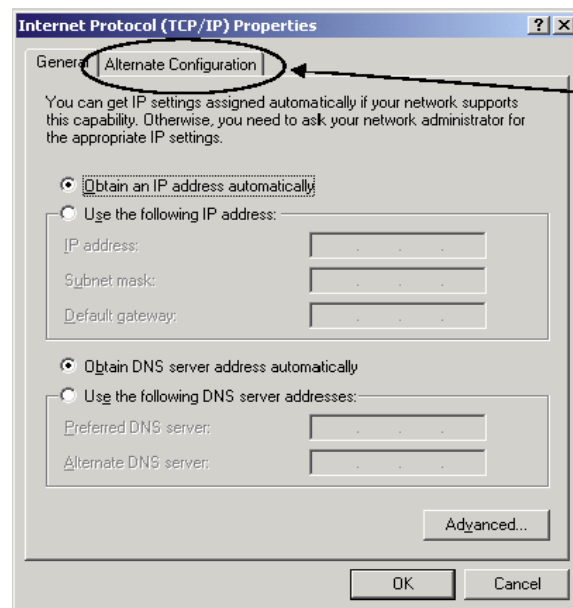 Internet Protocol (TCP/IP) Properties
General Alternate Configuration
You can get IP settings assigned automatically if your network supports
this capability. Otherwise, you need to ask your network administrator for
the appropriate IP settings.
Obtain an IP address automatically
Use the following IP address:
IP address:
Subnet mask:
Default gateway:
Obtain DNS server address automatically
Use the following DNS server addresses:
Preferred DNS server:
Alternate DNS server:
Advanced...
OK Cancel